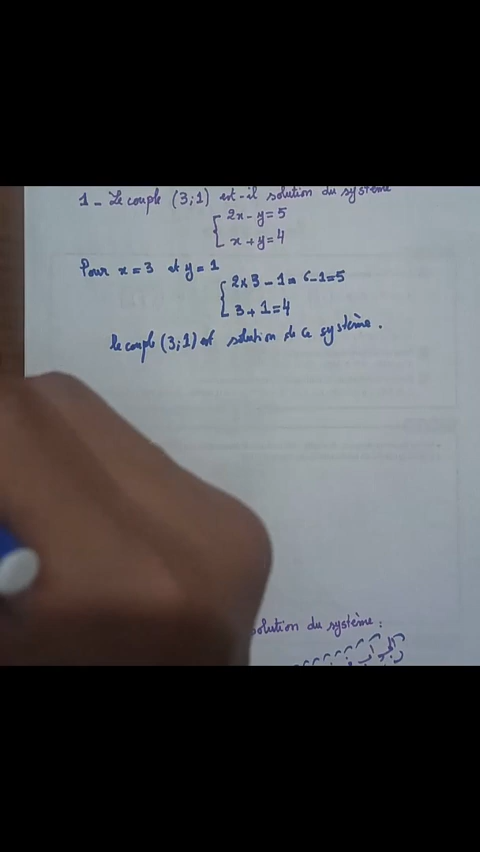 1 - Le couple (3;1) est-il solution du système
2x - y = 5
x + y = 4
Pour x = 3 et y = 1
2x3 - 1 = 6-1=5
3 + 1 = 4
le couple (3;1) est solution de ce système.
solution du système :